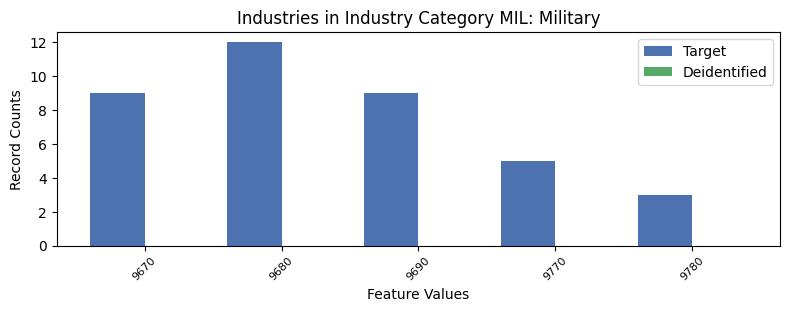 Industries in Industry Category MIL: Military
Target
Deidentified
Record Counts
12
10
8
6
4
2
0
9670
9680
9690
9770
9780
Feature Values